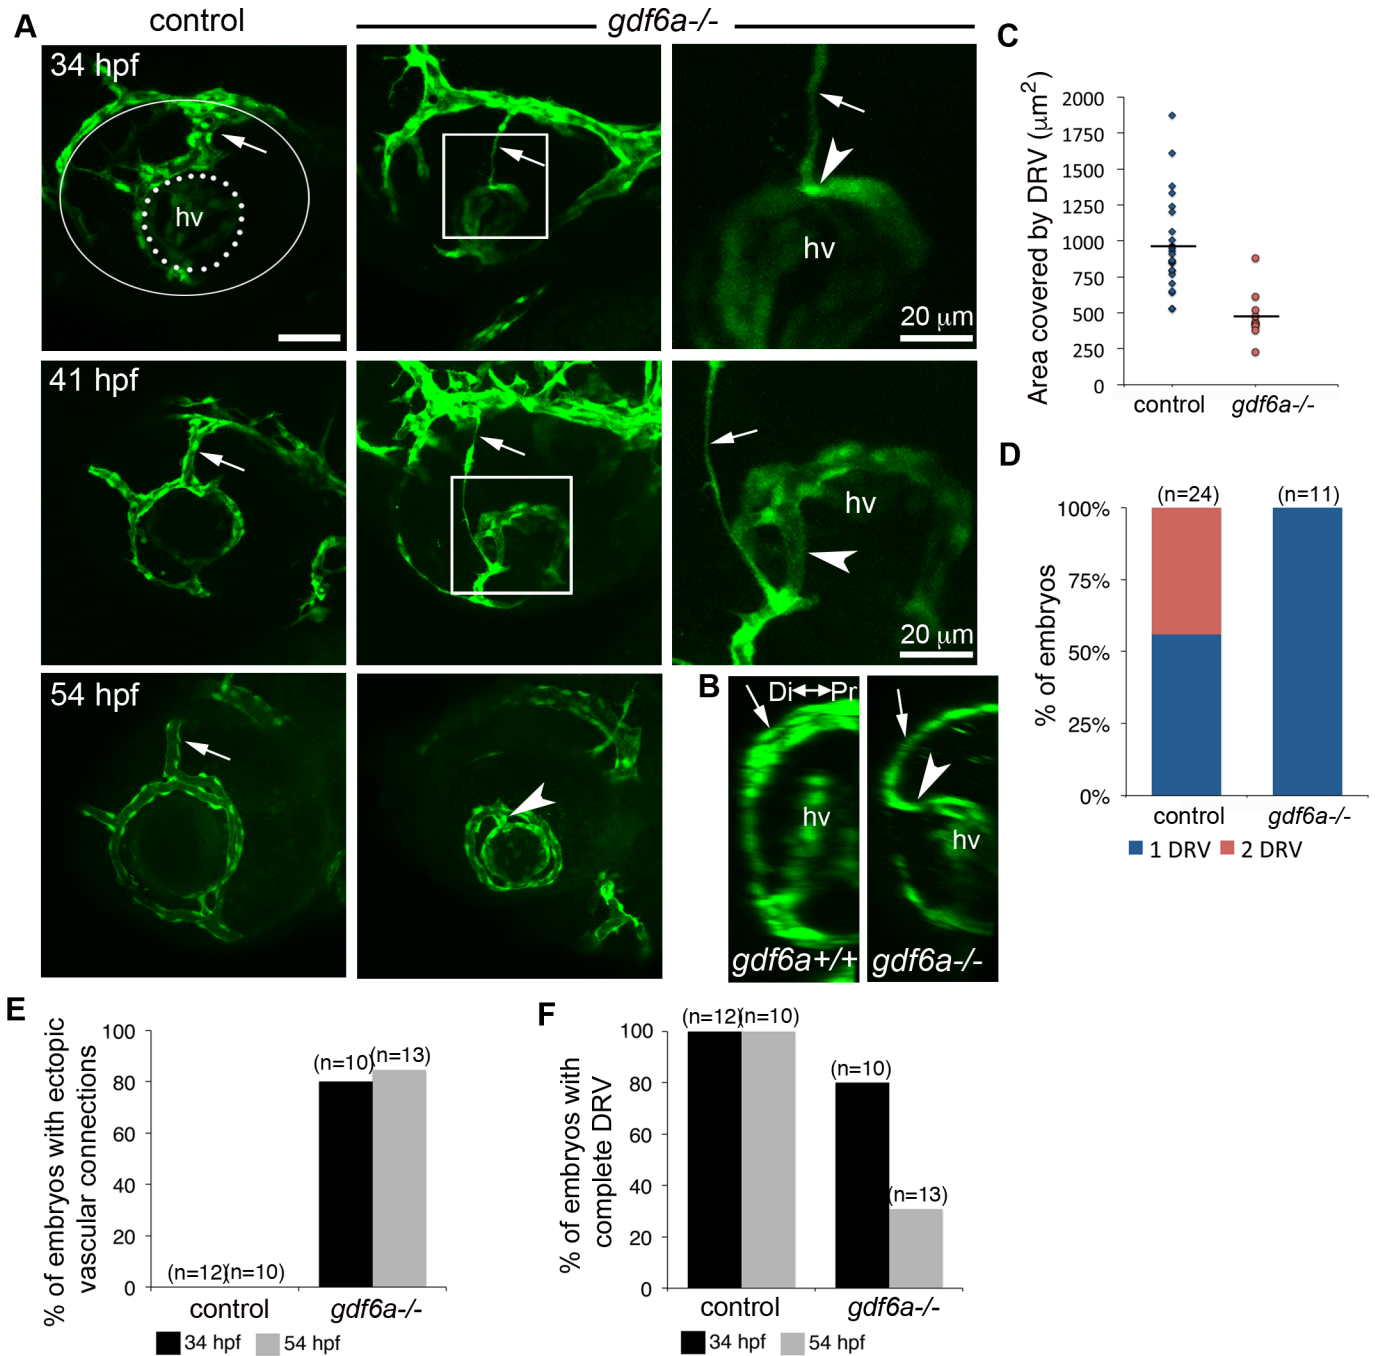 A
control
gdf6a-/-
34 hpf
hv
hv
20 μm
41 hpf
hv
20 μm
54 hpf
B
Di
Pr
hv
gdf6a+/+
hv
gdf6a-/-
C
Area covered by DRV (μm2)
2000
1750
1500
1250
1000
750
500
250
0
control
gdf6a-/-
D
% of embryos
(n=24)
(n=11)
100%
75%
50%
25%
0%
control
gdf6a-/-
1 DRV
2 DRV
E
% of embryos with ectopic
vascular connections
100
80
60
40
20
0
(n=12)
(n=10)
(n=10)
(n=13)
control
gdf6a-/-
34 hpf
54 hpf
F
% of embryos with
complete DRV
100
80
60
40
20
0
(n=12)
(n=10)
(n=10)
(n=13)
control
gdf6a-/-
34 hpf
54 hpf